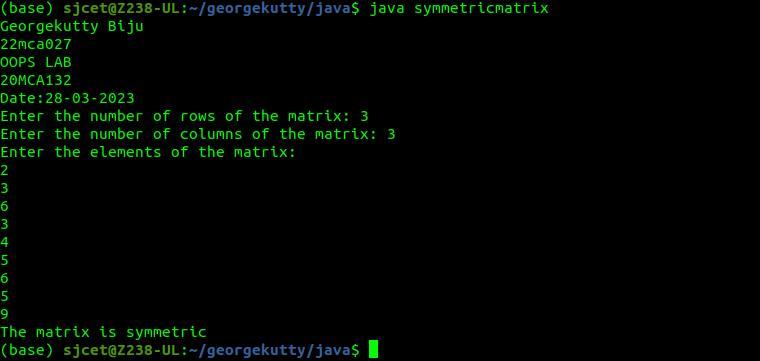 (base) sjcet@Z238-UL:~/georgekutty/java$ java symmetricmatrix
Georgekutty Biju
22mca027
OOPS LAB
20MCA132
Date:28-03-2023
Enter the number of rows of the matrix: 3
Enter the number of columns of the matrix: 3
Enter the elements of the matrix:
2
3
6
3
4
5
6
5
9
The matrix is symmetric
(base) sjcet@Z238-UL:~/georgekutty/java$